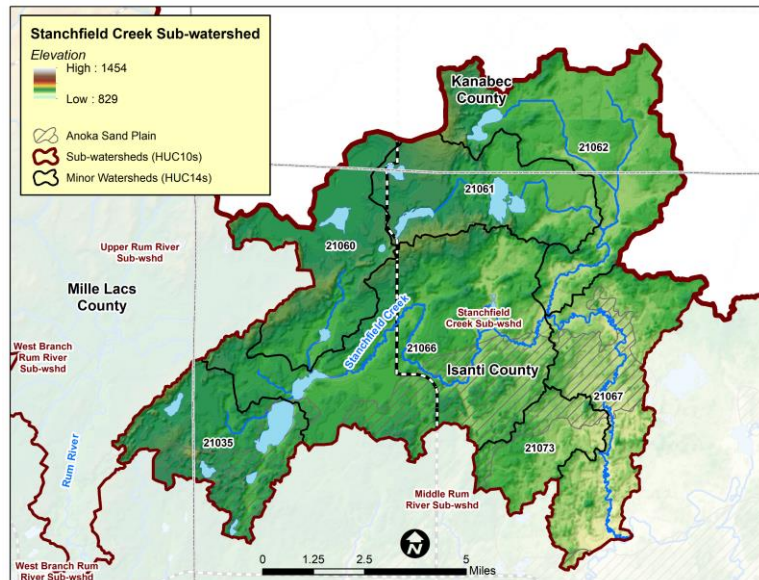 Stanchfield Creek Sub-watershed
Elevation
High : 1454
Low : 829
Anoka Sand Plain
Sub-watersheds (HUC10s)
Minor Watersheds (HUC14s)
Kanabec
County
21062
21061
21060
Upper Rum River
Sub-wshd
Mille Lacs
County
Stanchfield Creek
Stanchfield
Creek Sub-wshd
21066
Isanti County
West Branch
Rum River
Sub-wshd
21067
21035
21073
Rum River
Middle Rum
River Sub-wshd
West Branch Rum
River Sub-wshd
N
0 1.25 2.5 5
Miles